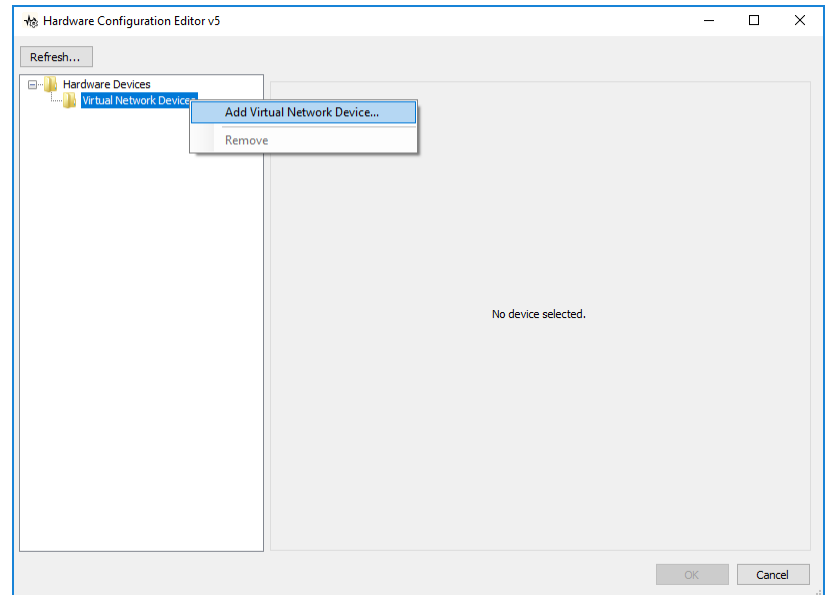 Hardware Configuration Editor v5
Refresh...
Hardware Devices
Virtual Network Devices
Add Virtual Network Device...
Remove
No device selected.
OK
Cancel